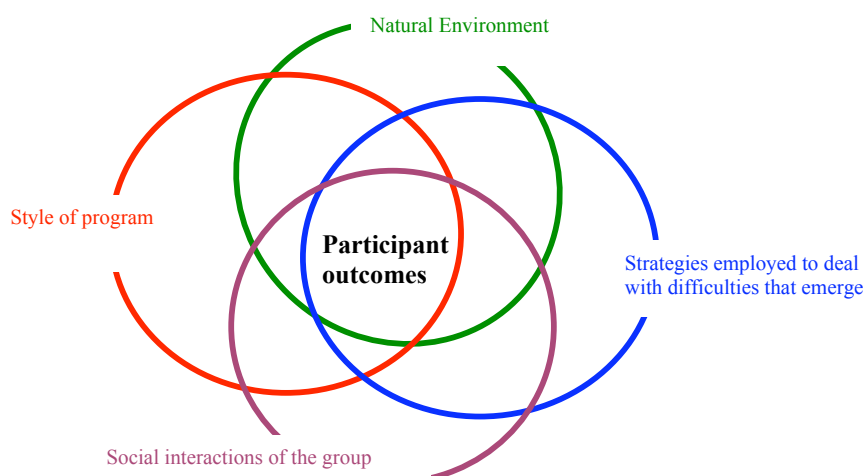 Natural Environment
Style of program
Participant
outcomes
Strategies employed to deal
with difficulties that emerge
Social interactions of the group